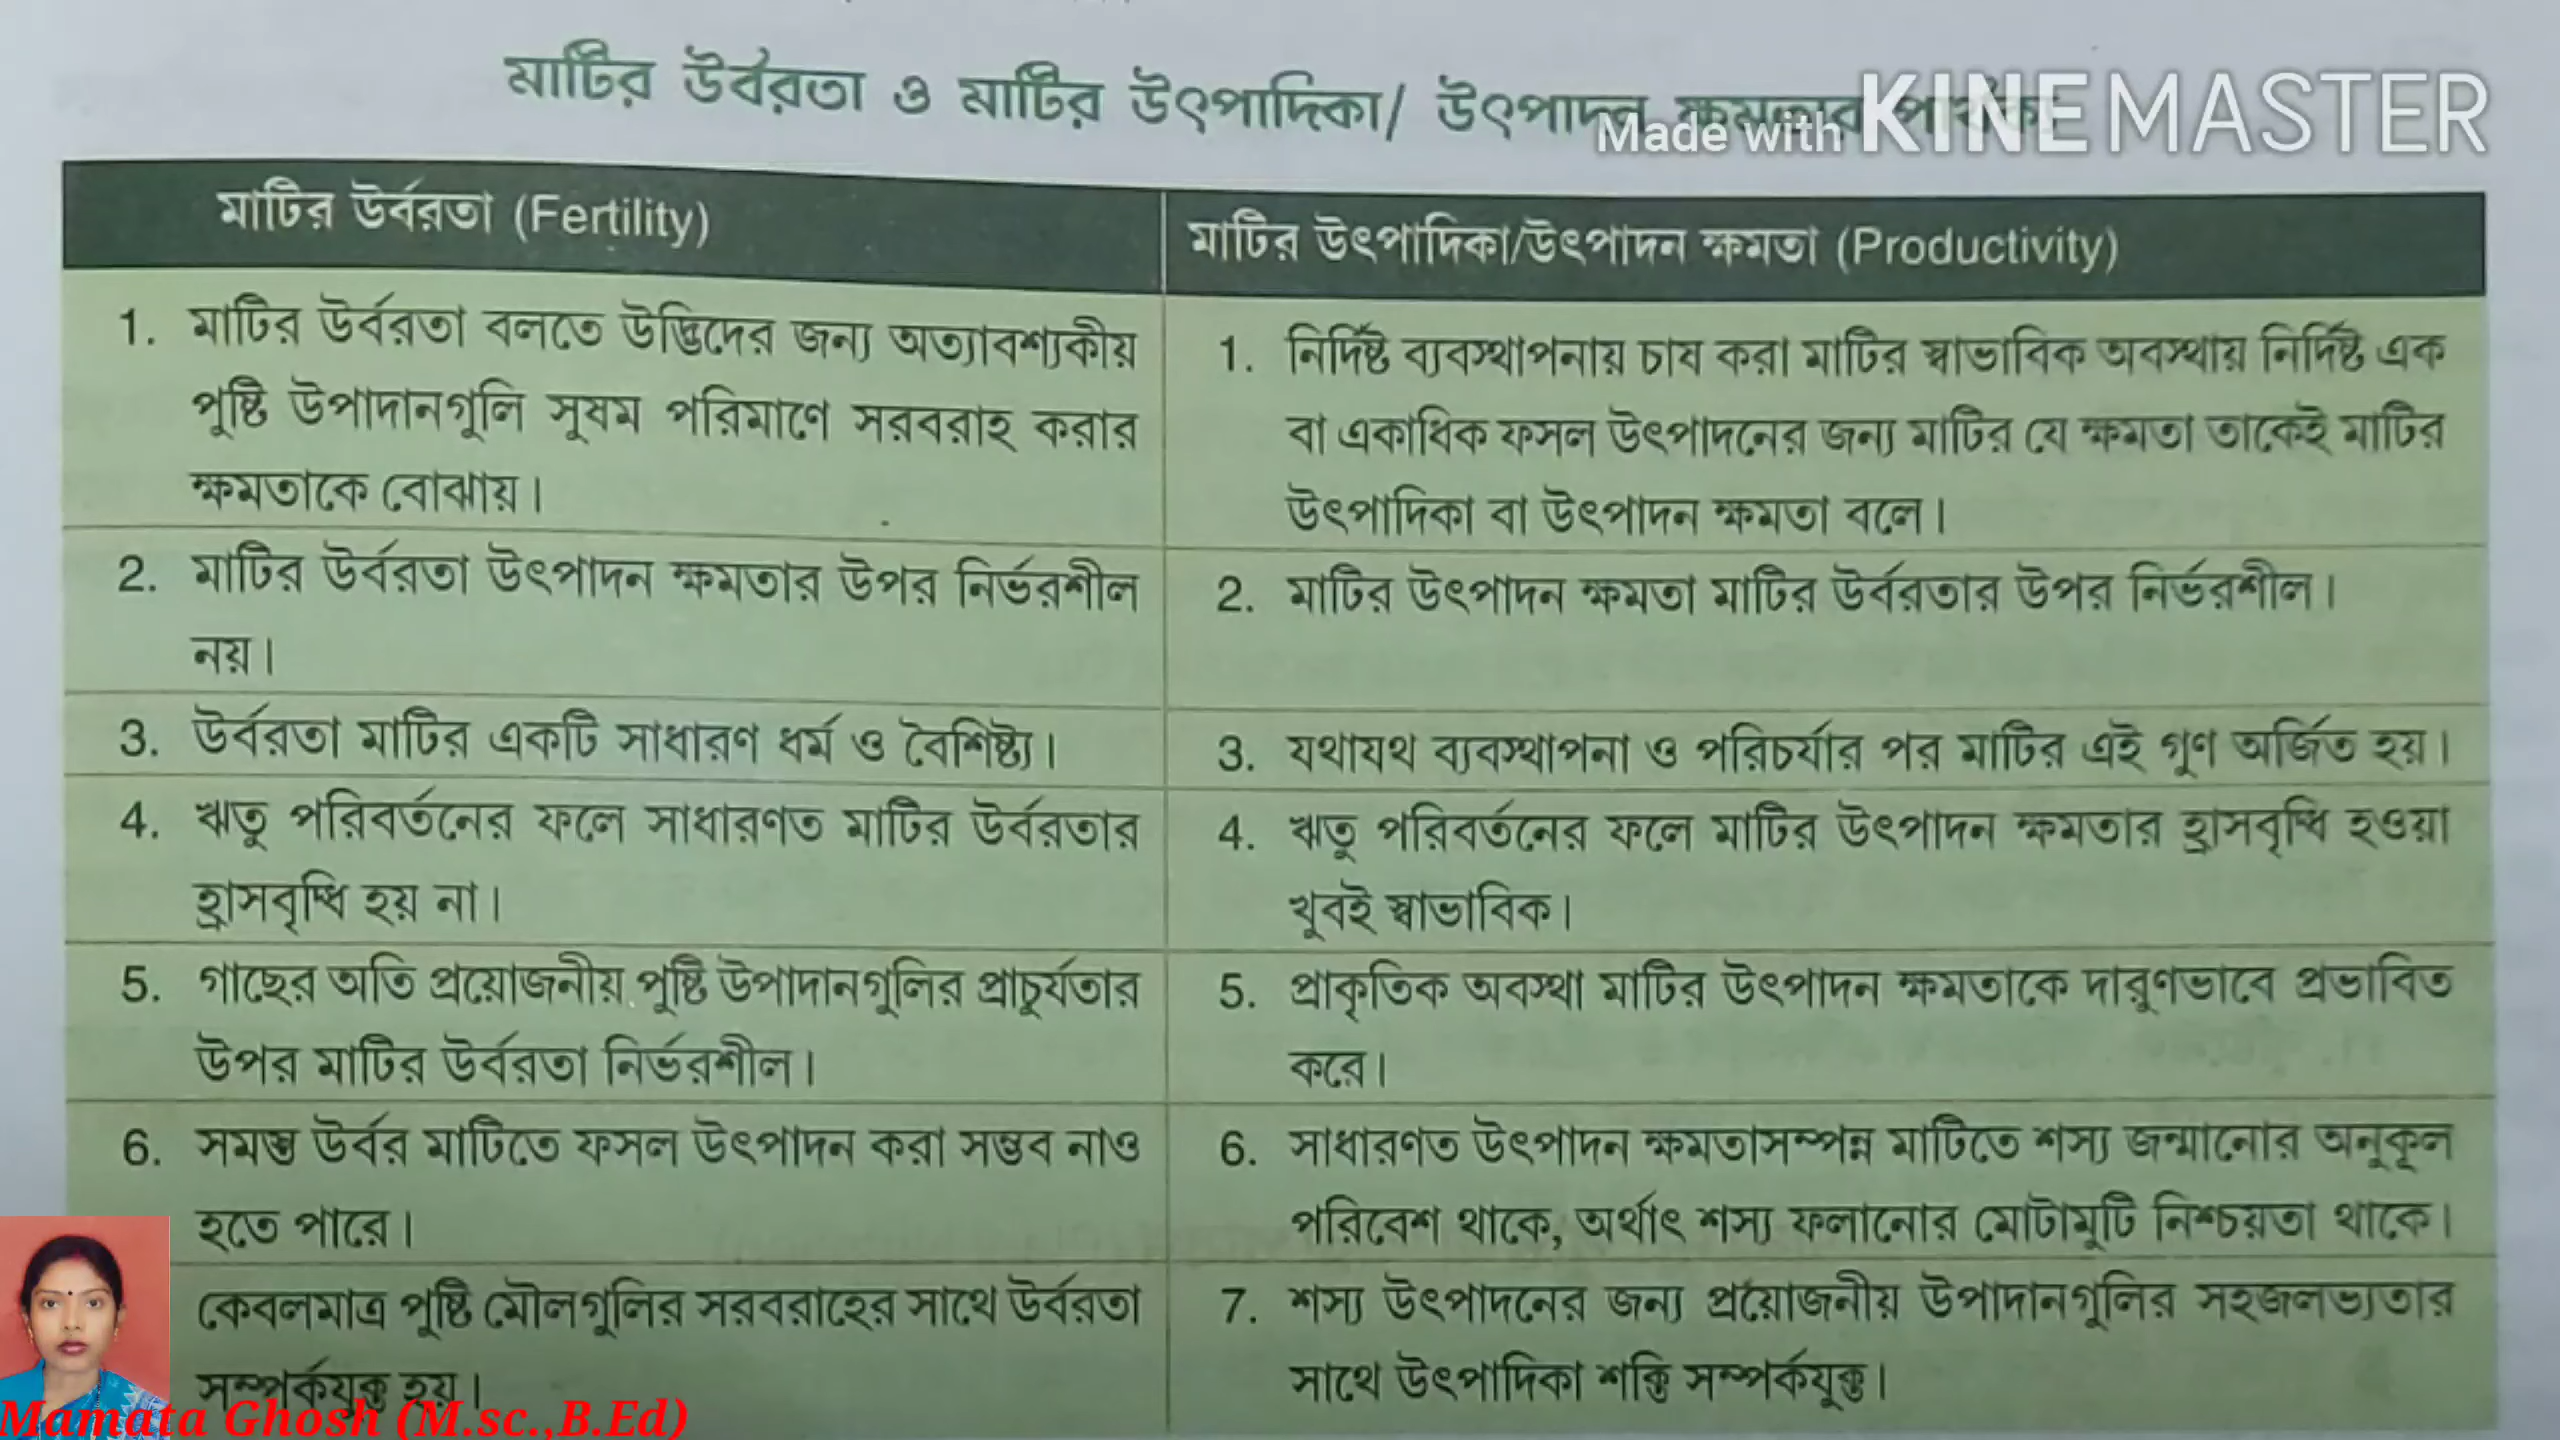 মাটির উর্বরতা ও মাটির উৎপাদিকা/ উৎপাদন ক্ষমতার পার্থক্য
Made with KINEMASTER
মাটির উর্বরতা (Fertility)
মাটির উৎপাদিকা/উৎপাদন ক্ষমতা (Productivity)
1. মাটির উর্বরতা বলতে উদ্ভিদের জন্য অত্যাবশ্যকীয়
পুষ্টি উপাদানগুলি সুষম পরিমাণে সরবরাহ করার
ক্ষমতাকে বোঝায়।
1. নির্দিষ্ট ব্যবস্থাপনায় চাষ করা মাটির স্বাভাবিক অবস্থায় নির্দিষ্ট এক
বা একাধিক ফসল উৎপাদনের জন্য মাটির যে ক্ষমতা তাকেই মাটির
উৎপাদিকা বা উৎপাদন ক্ষমতা বলে।
2. মাটির উর্বরতা উৎপাদন ক্ষমতার উপর নির্ভরশীল
নয়।
2. মাটির উৎপাদন ক্ষমতা মাটির উর্বরতার উপর নির্ভরশীল।
3. উর্বরতা মাটির একটি সাধারণ ধর্ম ও বৈশিষ্ট্য।
3. যথাযথ ব্যবস্থাপনা ও পরিচর্যার পর মাটির এই গুণ অর্জিত হয়।
4. ঋতু পরিবর্তনের ফলে সাধারণত মাটির উর্বরতার
হ্রাসবৃদ্ধি হয় না।
4. ঋতু পরিবর্তনের ফলে মাটির উৎপাদন ক্ষমতার হ্রাসবৃদ্ধি হওয়া
খুবই স্বাভাবিক।
5. গাছের অতি প্রয়োজনীয় পুষ্টি উপাদানগুলির প্রাচুর্যতার
উপর মাটির উর্বরতা নির্ভরশীল।
5. প্রাকৃতিক অবস্থা মাটির উৎপাদন ক্ষমতাকে দারুণভাবে প্রভাবিত
করে।
6. সমস্ত উর্বর মাটিতে ফসল উৎপাদন করা সম্ভব নাও
হতে পারে।
6. সাধারণত উৎপাদন ক্ষমতাসম্পন্ন মাটিতে শস্য জন্মানোর অনুকূল
পরিবেশ থাকে, অর্থাৎ শস্য ফলানোর মোটামুটি নিশ্চয়তা থাকে।
কেবলমাত্র পুষ্টি মৌলগুলির সরবরাহের সাথে উর্বরতা
সম্পর্কযুক্ত হয়।
7. শস্য উৎপাদনের জন্য প্রয়োজনীয় উপাদানগুলির সহজলভ্যতার
সাথে উৎপাদিকা শক্তি সম্পর্কযুক্ত।
Mamata Ghosh (M.sc.,B.Ed)